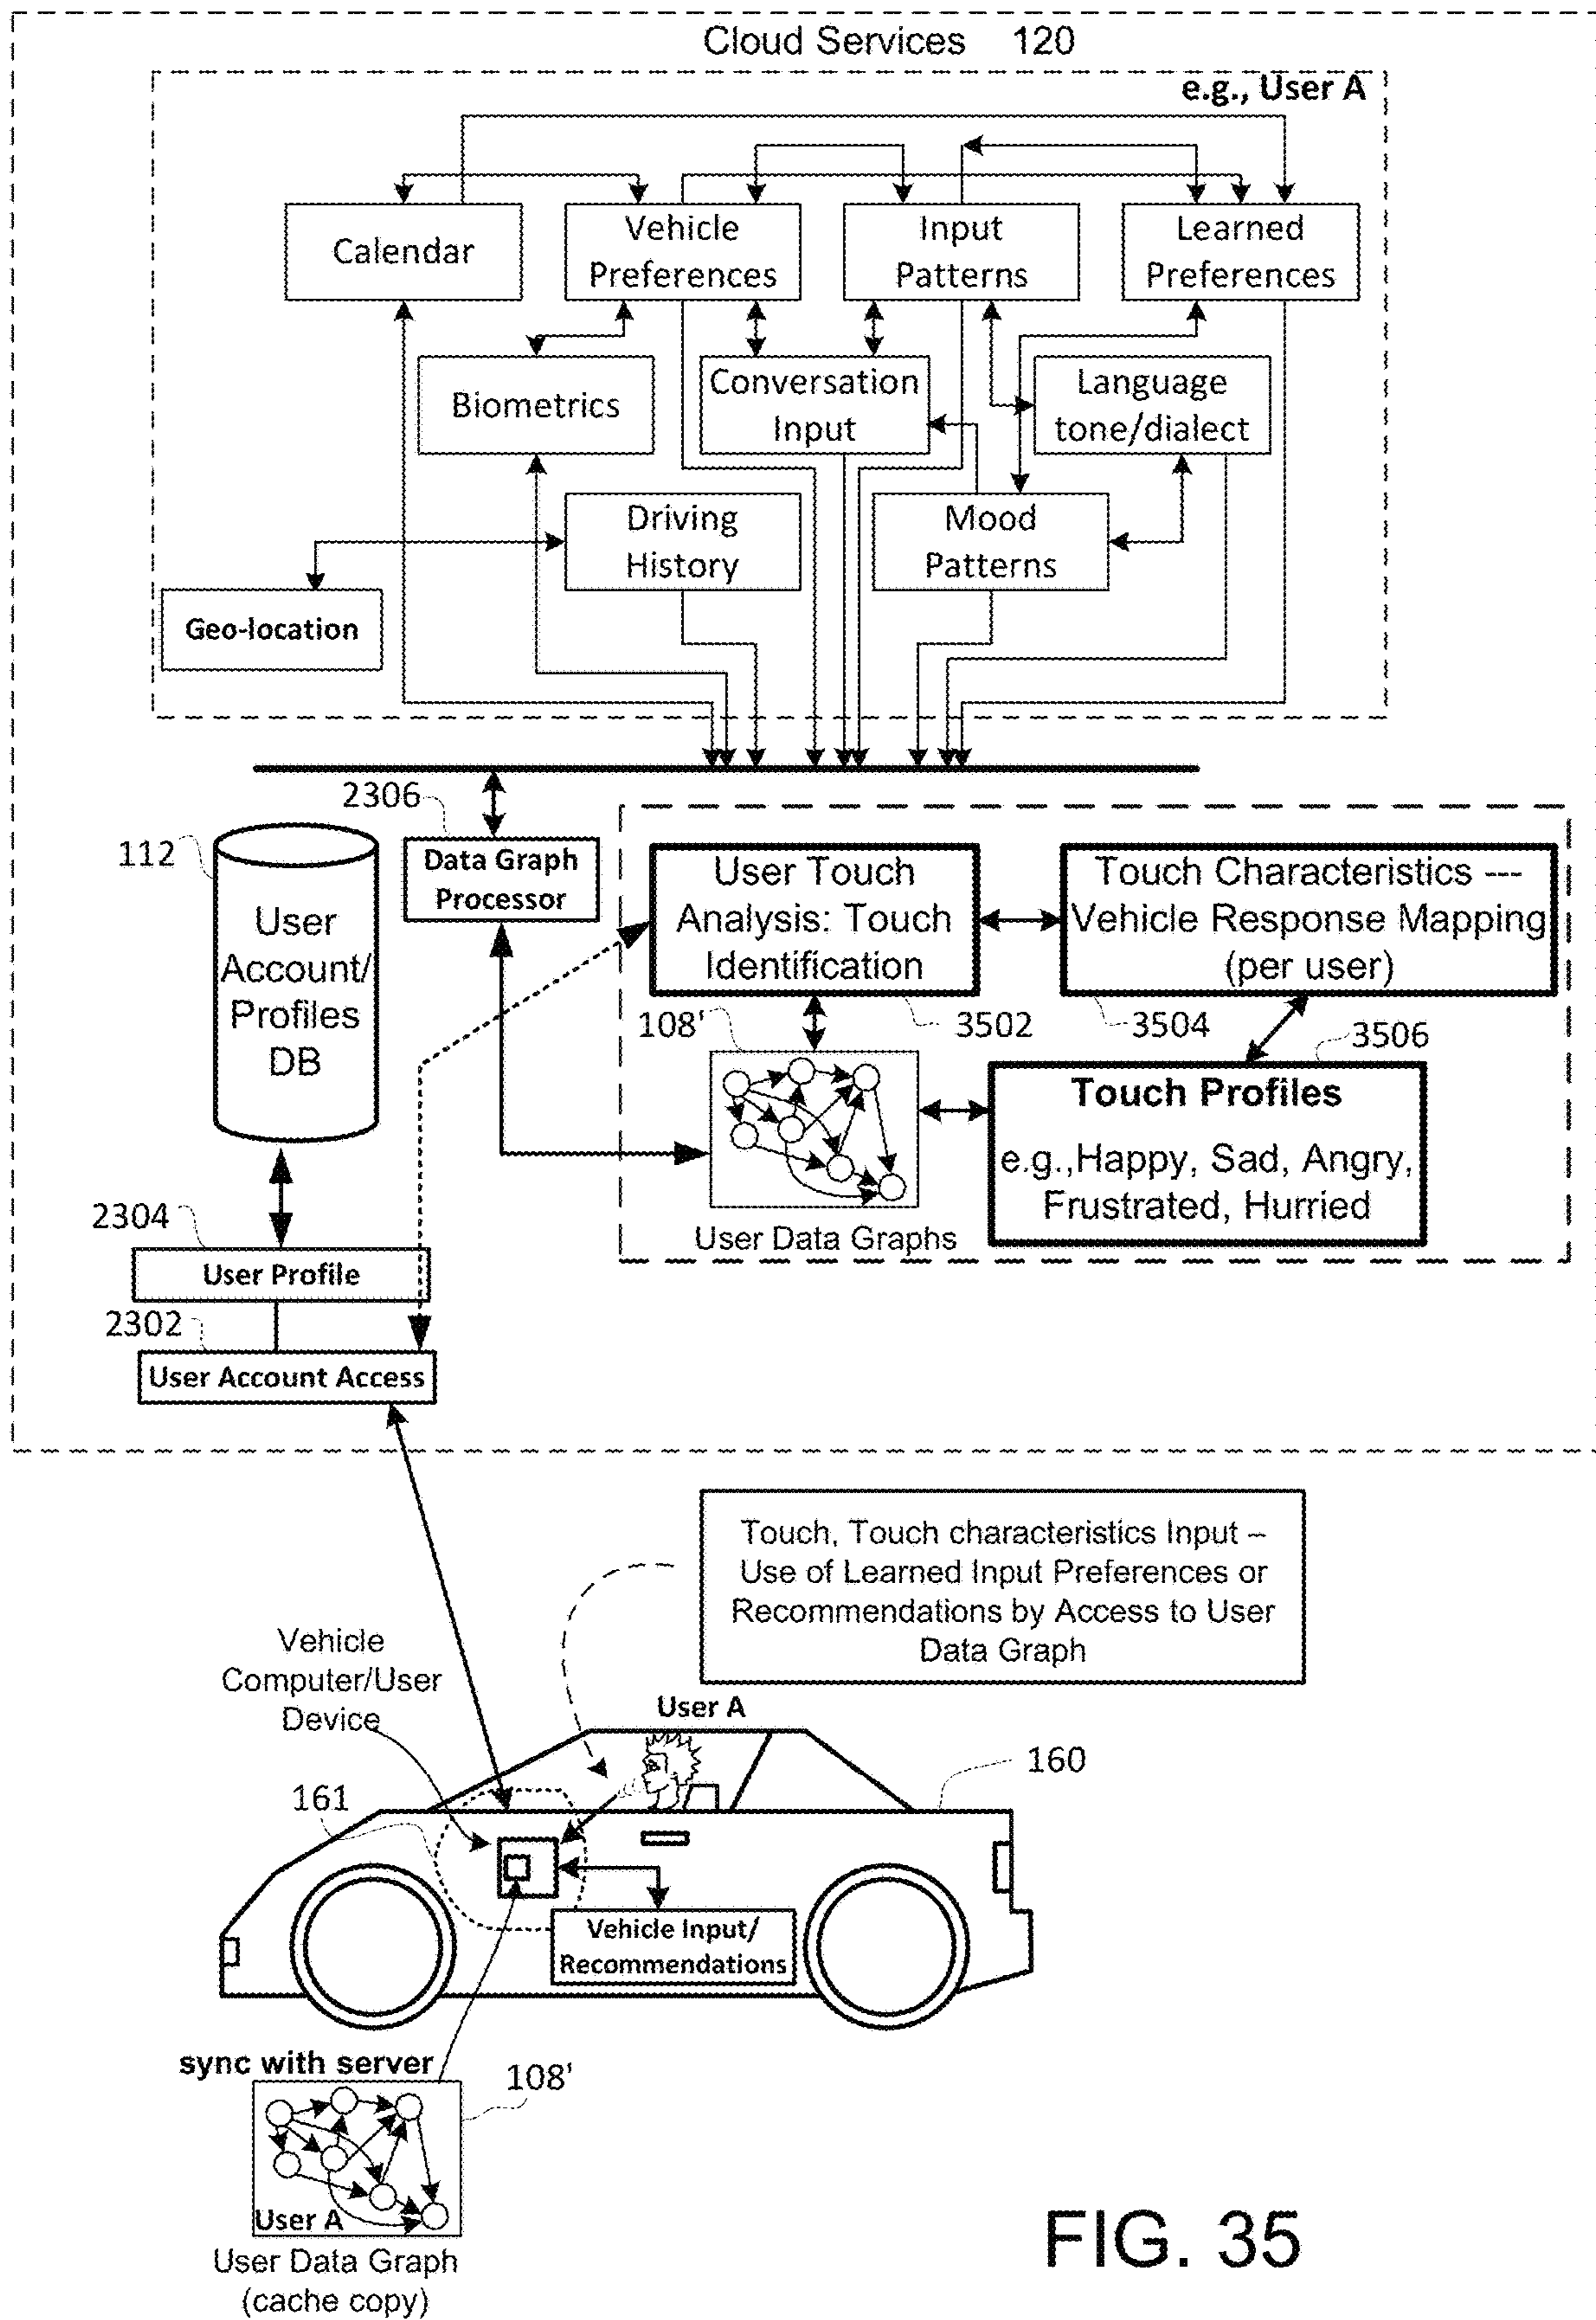 Cloud Services 120
e.g., User A
Calendar
Vehicle
Preferences
Input
Patterns
Learned
Preferences
Biometrics
Conversation
Input
Language
tone/dialect
Driving
History
Mood
Patterns
Geo-location
2306
112
Data Graph
Processor
User
Account/
Profiles
DB
User Touch
Analysis: Touch
Identification
Touch Characteristics ---
Vehicle Response Mapping
(per user)
108'
3502
3504
3506
Touch Profiles
e.g.,Happy, Sad, Angry,
Frustrated, Hurried
User Data Graphs
2304
User Profile
2302
User Account Access
Touch, Touch characteristics Input –
Use of Learned Input Preferences or
Recommendations by Access to User
Data Graph
Vehicle
Computer/User
Device
User A
161
160
Vehicle Input/
Recommendations
sync with server
108'
User A
User Data Graph
(cache copy)
FIG. 35